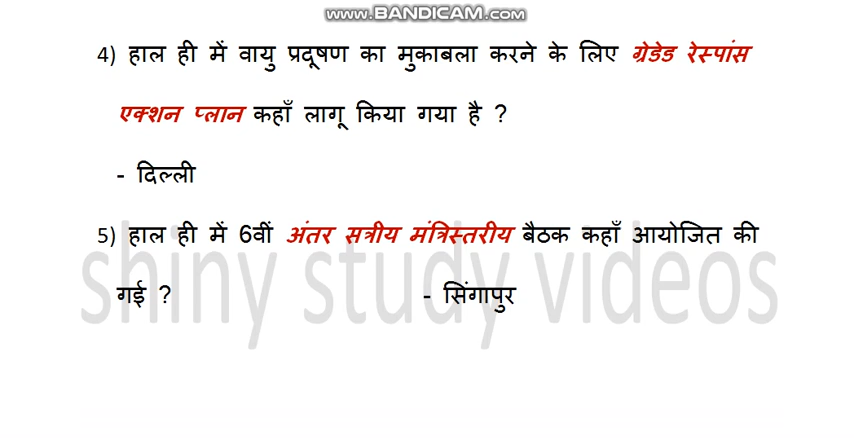 www.BANDICAM.com
4) हाल ही में वायु प्रदूषण का मुकाबला करने के लिए ग्रेडेड रेस्पांस
एक्शन प्लान कहाँ लागू किया गया है ?
- दिल्ली
5) हाल ही में 6वीं अंतर सत्रीय मंत्रिस्तरीय बैठक कहाँ आयोजित की
गई ? - सिंगापुर
shiny study videos